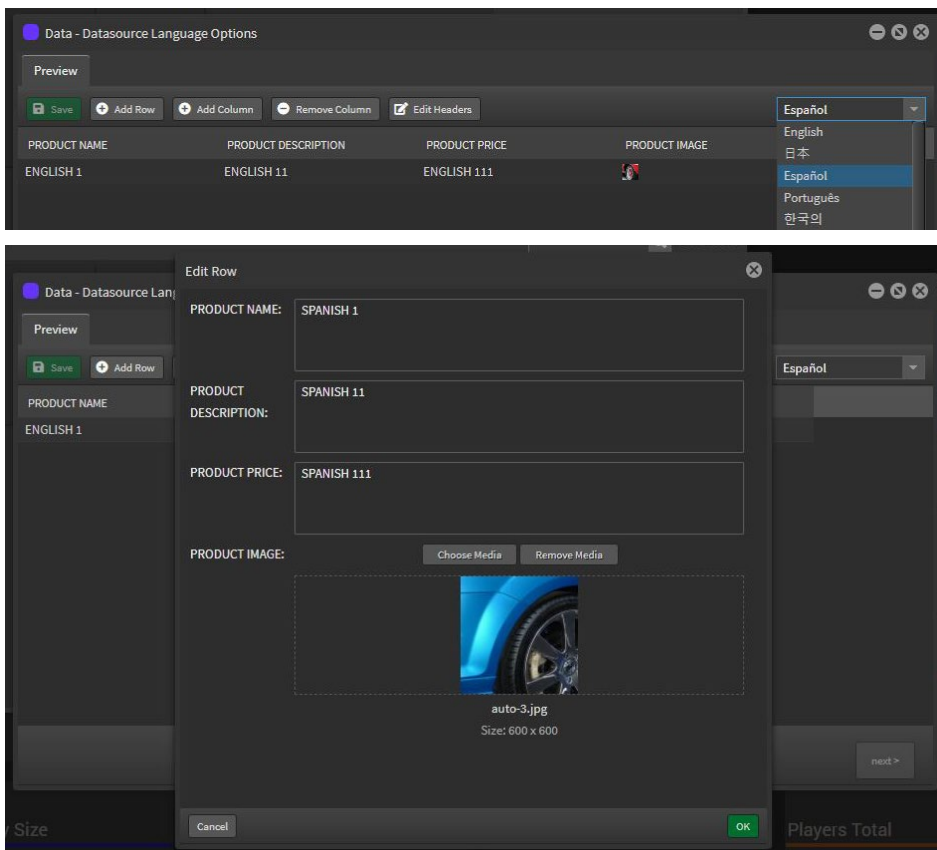 Data - Datasource Language Options
Preview
Save Add Row Add Column Remove Column Edit Headers Español
English
日本
Español
Português
한국의
PRODUCT NAME PRODUCT DESCRIPTION PRODUCT PRICE PRODUCT IMAGE
ENGLISH 1 ENGLISH 11 ENGLISH 111
Edit Row
Data - Datasource Lan
Preview
Save Add Row Español
PRODUCT NAME
ENGLISH 1
PRODUCT NAME: SPANISH 1
PRODUCT
DESCRIPTION:
SPANISH 11
PRODUCT PRICE: SPANISH 111
PRODUCT IMAGE: Choose Media Remove Media
auto-3.jpg
Size: 600 x 600
next >
Cancel OK
y Size Players Total